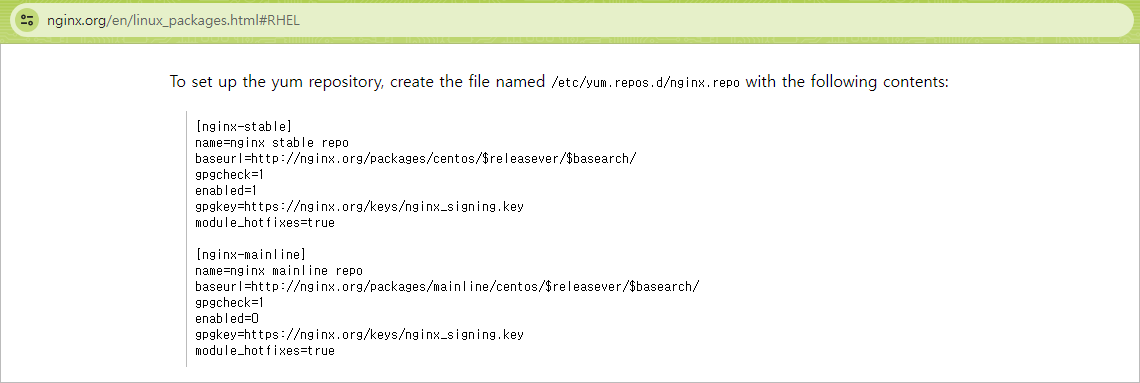 nginx.org/en/linux_packages.html#RHEL
To set up the yum repository, create the file named /etc/yum.repos.d/nginx.repo with the following contents:
[nginx-stable]
name=nginx stable repo
baseurl=http://nginx.org/packages/centos/$releasever/$basearch/
gpgcheck=1
enabled=1
gpgkey=https://nginx.org/keys/nginx_signing.key
module_hotfixes=true
[nginx-mainline]
name=nginx mainline repo
baseurl=http://nginx.org/packages/mainline/centos/$releasever/$basearch/
gpgcheck=1
enabled=0
gpgkey=https://nginx.org/keys/nginx_signing.key
module_hotfixes=true